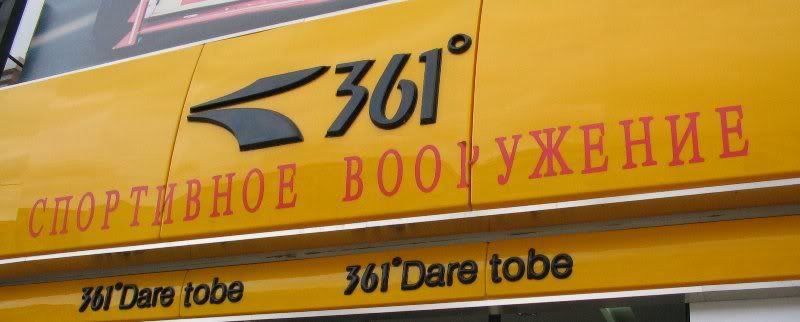 361°
СПОРТИВНОЕ ВООРУЖЕНИЕ
361°Dare tobe 361°Dare tobe